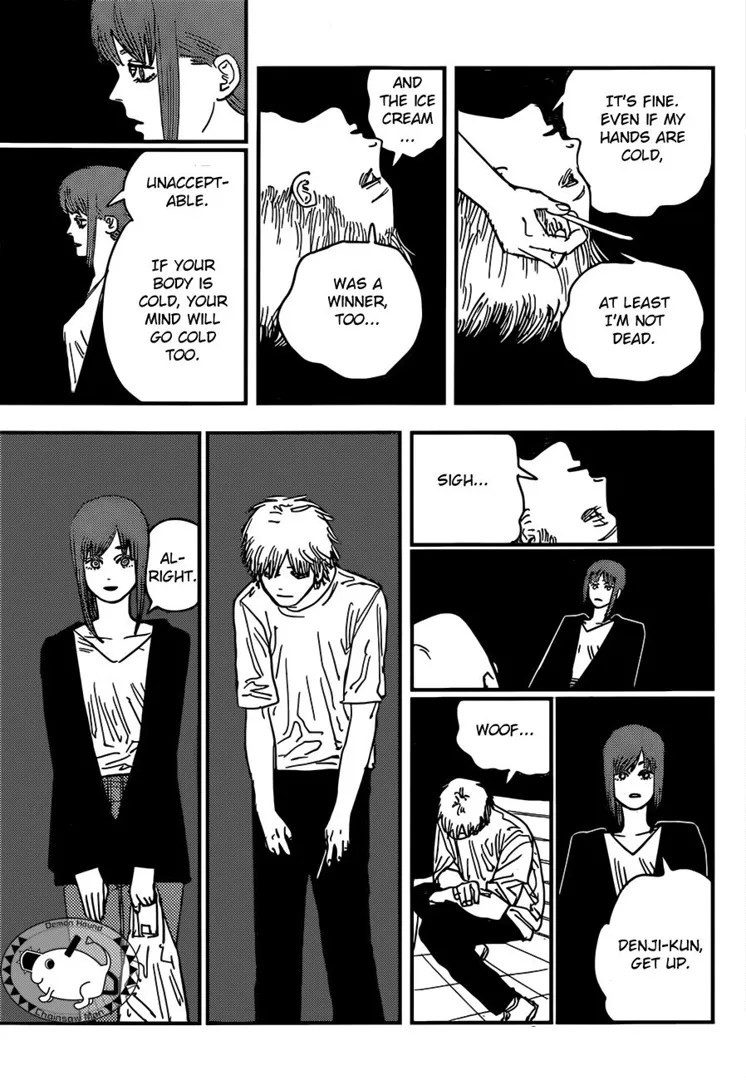 IT'S FINE.
EVEN IF MY
HANDS ARE
COLD,
AT LEAST
I'M NOT
DEAD.
AND
THE ICE
CREAM
...
WAS A
WINNER,
TOO...
UNACCEPT-
ABLE.
IF YOUR
BODY IS
COLD, YOUR
MIND WILL
GO COLD
TOO.
SIGH...
DENJI-KUN,
GET UP.
WOOF...
AL-
RIGHT.
Demon Hound
Chainsaw Man